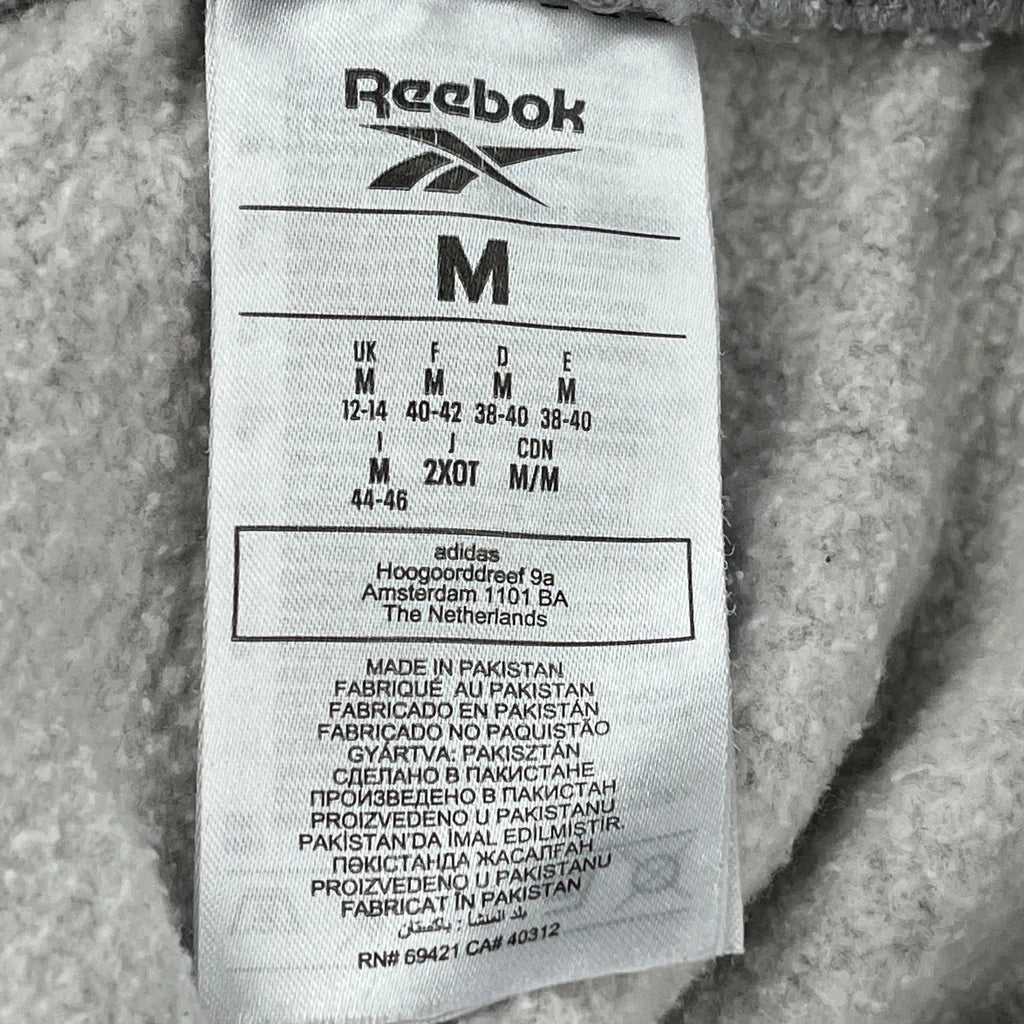 Reebok
M
UK F D E
M M M M
12-14 40-42 38-40 38-40
I J CDN
M 2XOT M/M
44-46
adidas
Hoogoorddreef 9a
Amsterdam 1101 BA
The Netherlands
MADE IN PAKISTAN
FABRIQUÉ AU PAKISTAN
FABRICADO EN PAKISTÁN
FABRICADO NO PAQUISTÃO
GYÁRTVA: PAKISZTÁN
СДЕЛАНО В ПАКИСТАНЕ
ПРОИЗВЕДЕНО В ПАКИСТАН
PROIZVEDENO U PAKISTANU
PAKİSTAN'DA İMAL EDİLMİŞTİR.
ПӘКІСТАНДА ЖАСАЛҒАН
PROIZVEDENO U PAKISTANU
FABRICAT ÎN PAKISTAN
بلد المنشأ : باكستان
RN# 69421 CA# 40312